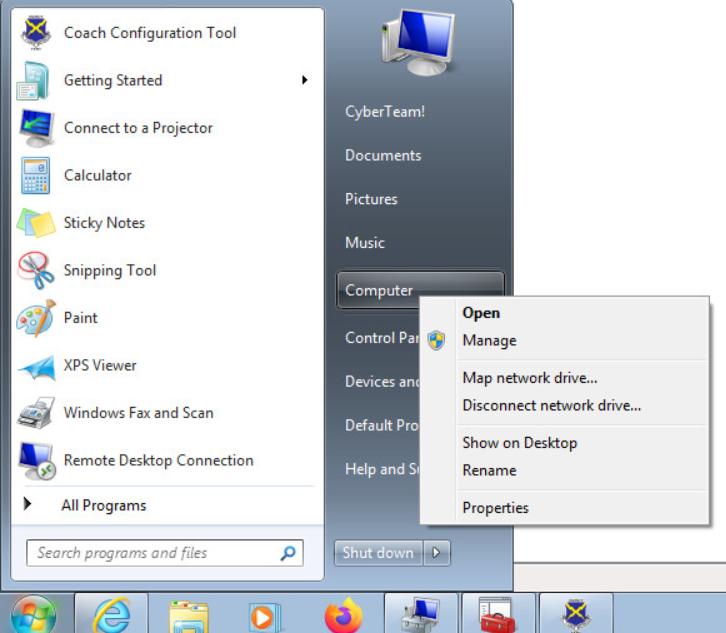 Coach Configuration Tool
Getting Started
Connect to a Projector
Calculator
Sticky Notes
Snipping Tool
Paint
XPS Viewer
Windows Fax and Scan
Remote Desktop Connection
All Programs
Search programs and files
CyberTeam!
Documents
Pictures
Music
Computer
Control Par
Devices and
Default Pro
Help and Su
Shut down
Open
Manage
Map network drive...
Disconnect network drive...
Show on Desktop
Rename
Properties